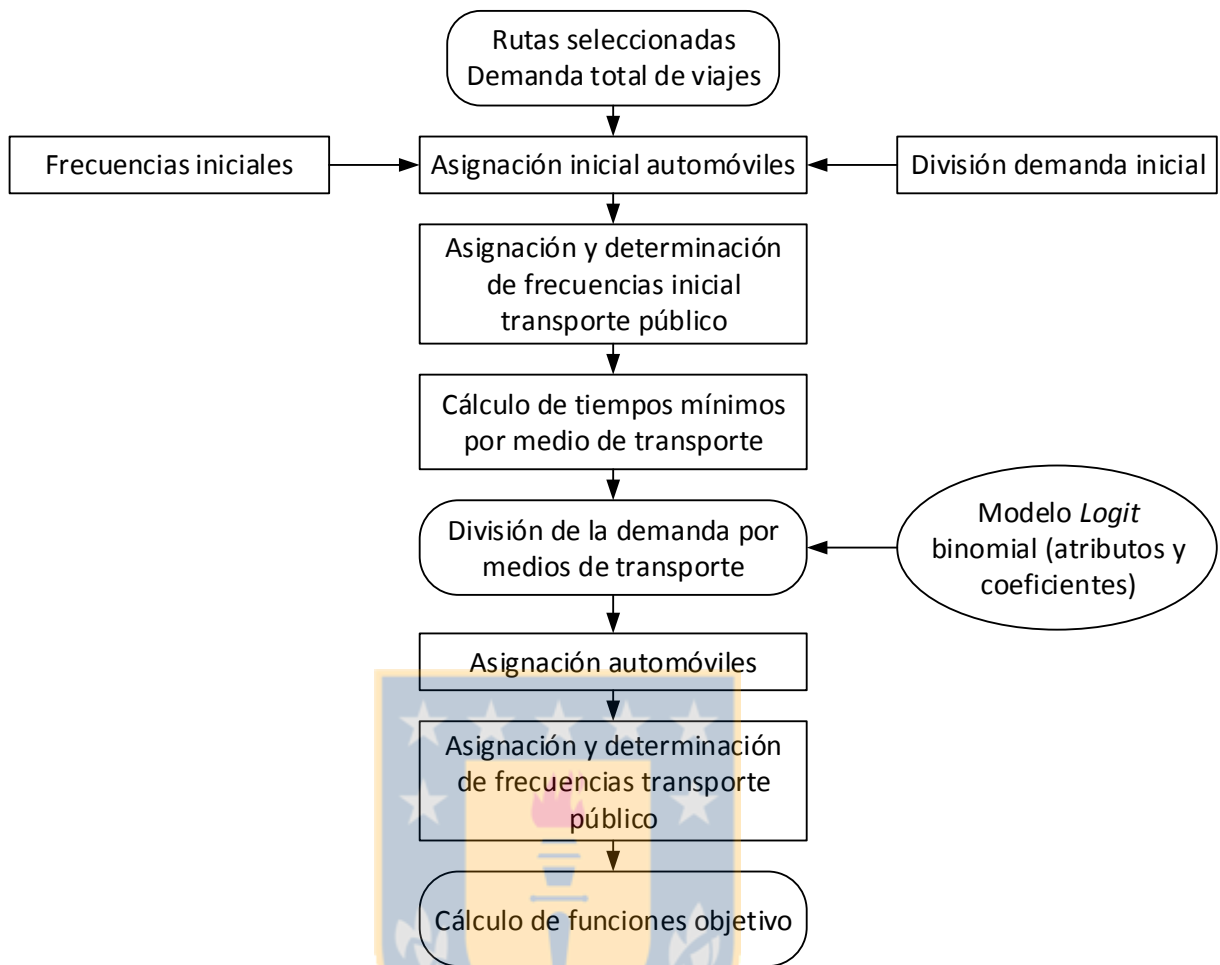 Rutas seleccionadas
Demanda total de viajes
Frecuencias iniciales
Asignación inicial automóviles
División demanda inicial
Asignación y determinación
de frecuencias inicial
transporte público
Cálculo de tiempos mínimos
por medio de transporte
División de la demanda por
medios de transporte
Modelo Logit
binomial (atributos y
coeficientes)
Asignación automóviles
Asignación y determinación
de frecuencias transporte
público
Cálculo de funciones objetivo